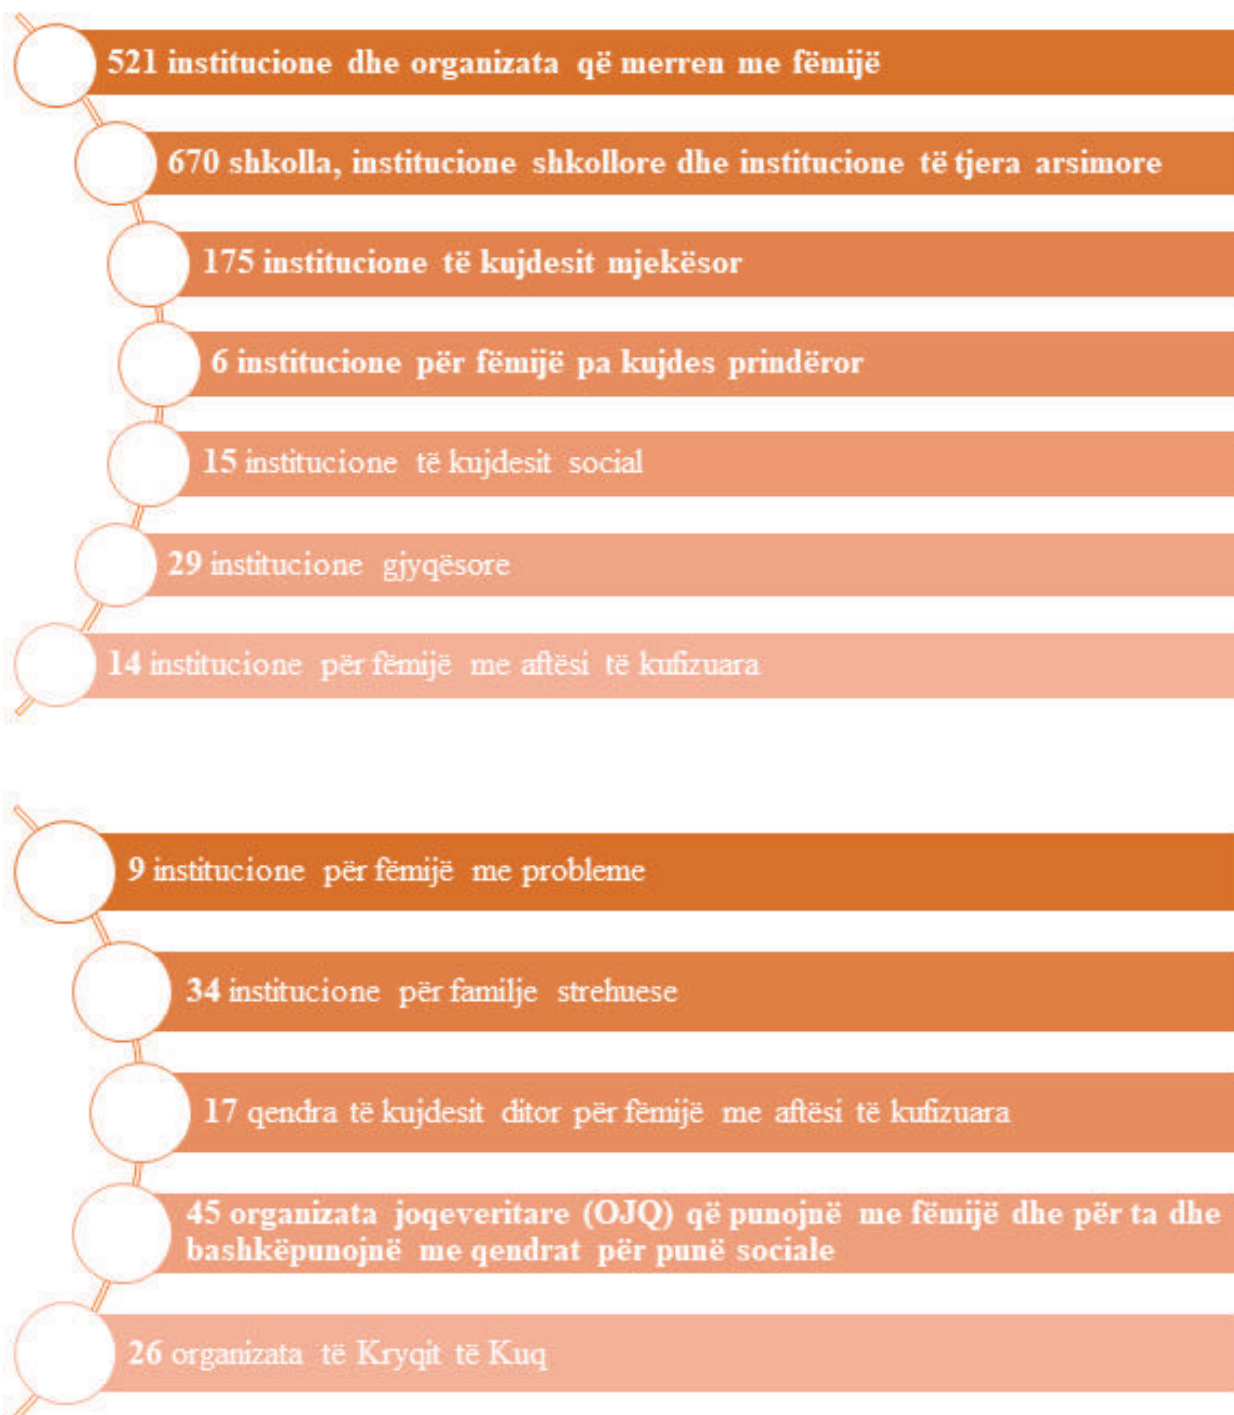 521 institucione dhe organizata që merren me fëmijë
670 shkolla, institucione shkollore dhe institucione të tjera arsimore
175 institucione të kujdesit mjekësor
6 institucione për fëmijë pa kujdes prindëror
15 institucione të kujdesit social
29 institucione gjyqësore
14 institucione për fëmijë me aftësi të kufizuara
9 institucione për fëmijë me probleme
34 institucione për familje strehuese
17 qendra të kujdesit ditor për fëmijë me aftësi të kufizuara
45 organizata joqeveritare (OJQ) që punojnë me fëmijë dhe për ta dhe
bashkëpunojnë me qendrat për punë sociale
26 organizata të Kryqit të Kuq